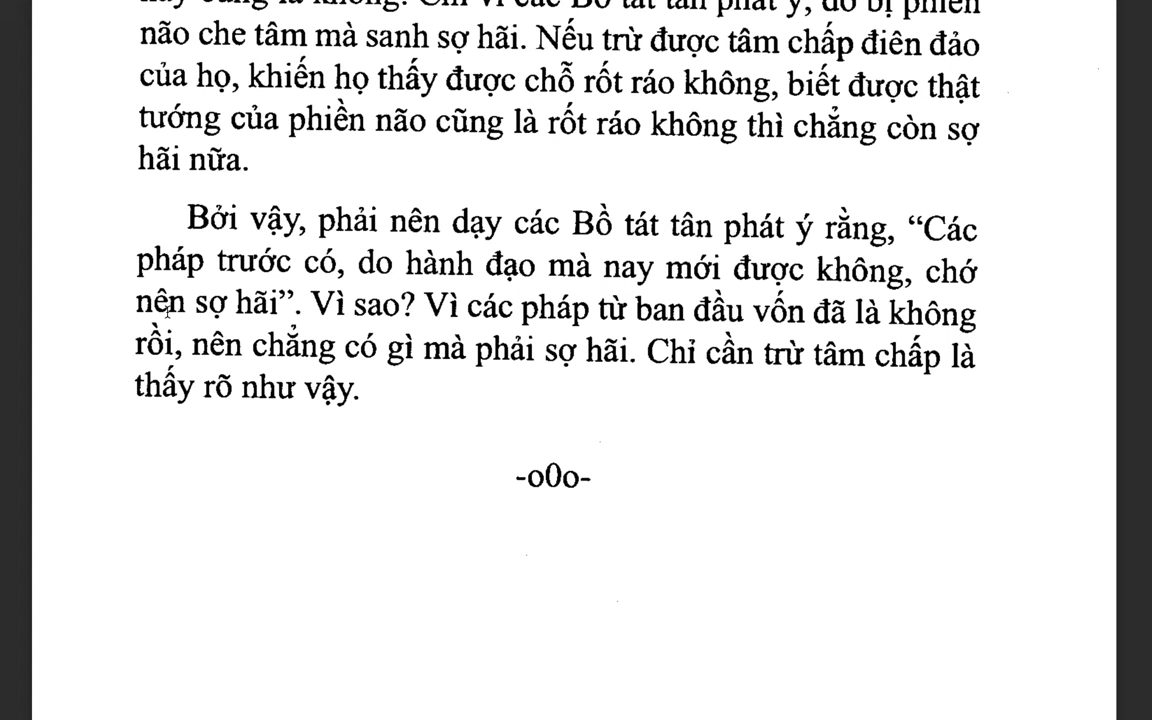 não che tâm mà sanh sợ hãi. Nếu trừ được tâm chấp điên đảo
của họ, khiến họ thấy được chỗ rốt ráo không, biết được thật
tướng của phiền não cũng là rốt ráo không thì chẳng còn sợ
hãi nữa.
Bởi vậy, phải nên dạy các Bồ tát tân phát ý rằng, “Các
pháp trước có, do hành đạo mà nay mới được không, chớ
nên sợ hãi”. Vì sao? Vì các pháp từ ban đầu vốn đã là không
rồi, nên chẳng có gì mà phải sợ hãi. Chỉ cần trừ tâm chấp là
thấy rõ như vậy.
-o0o-